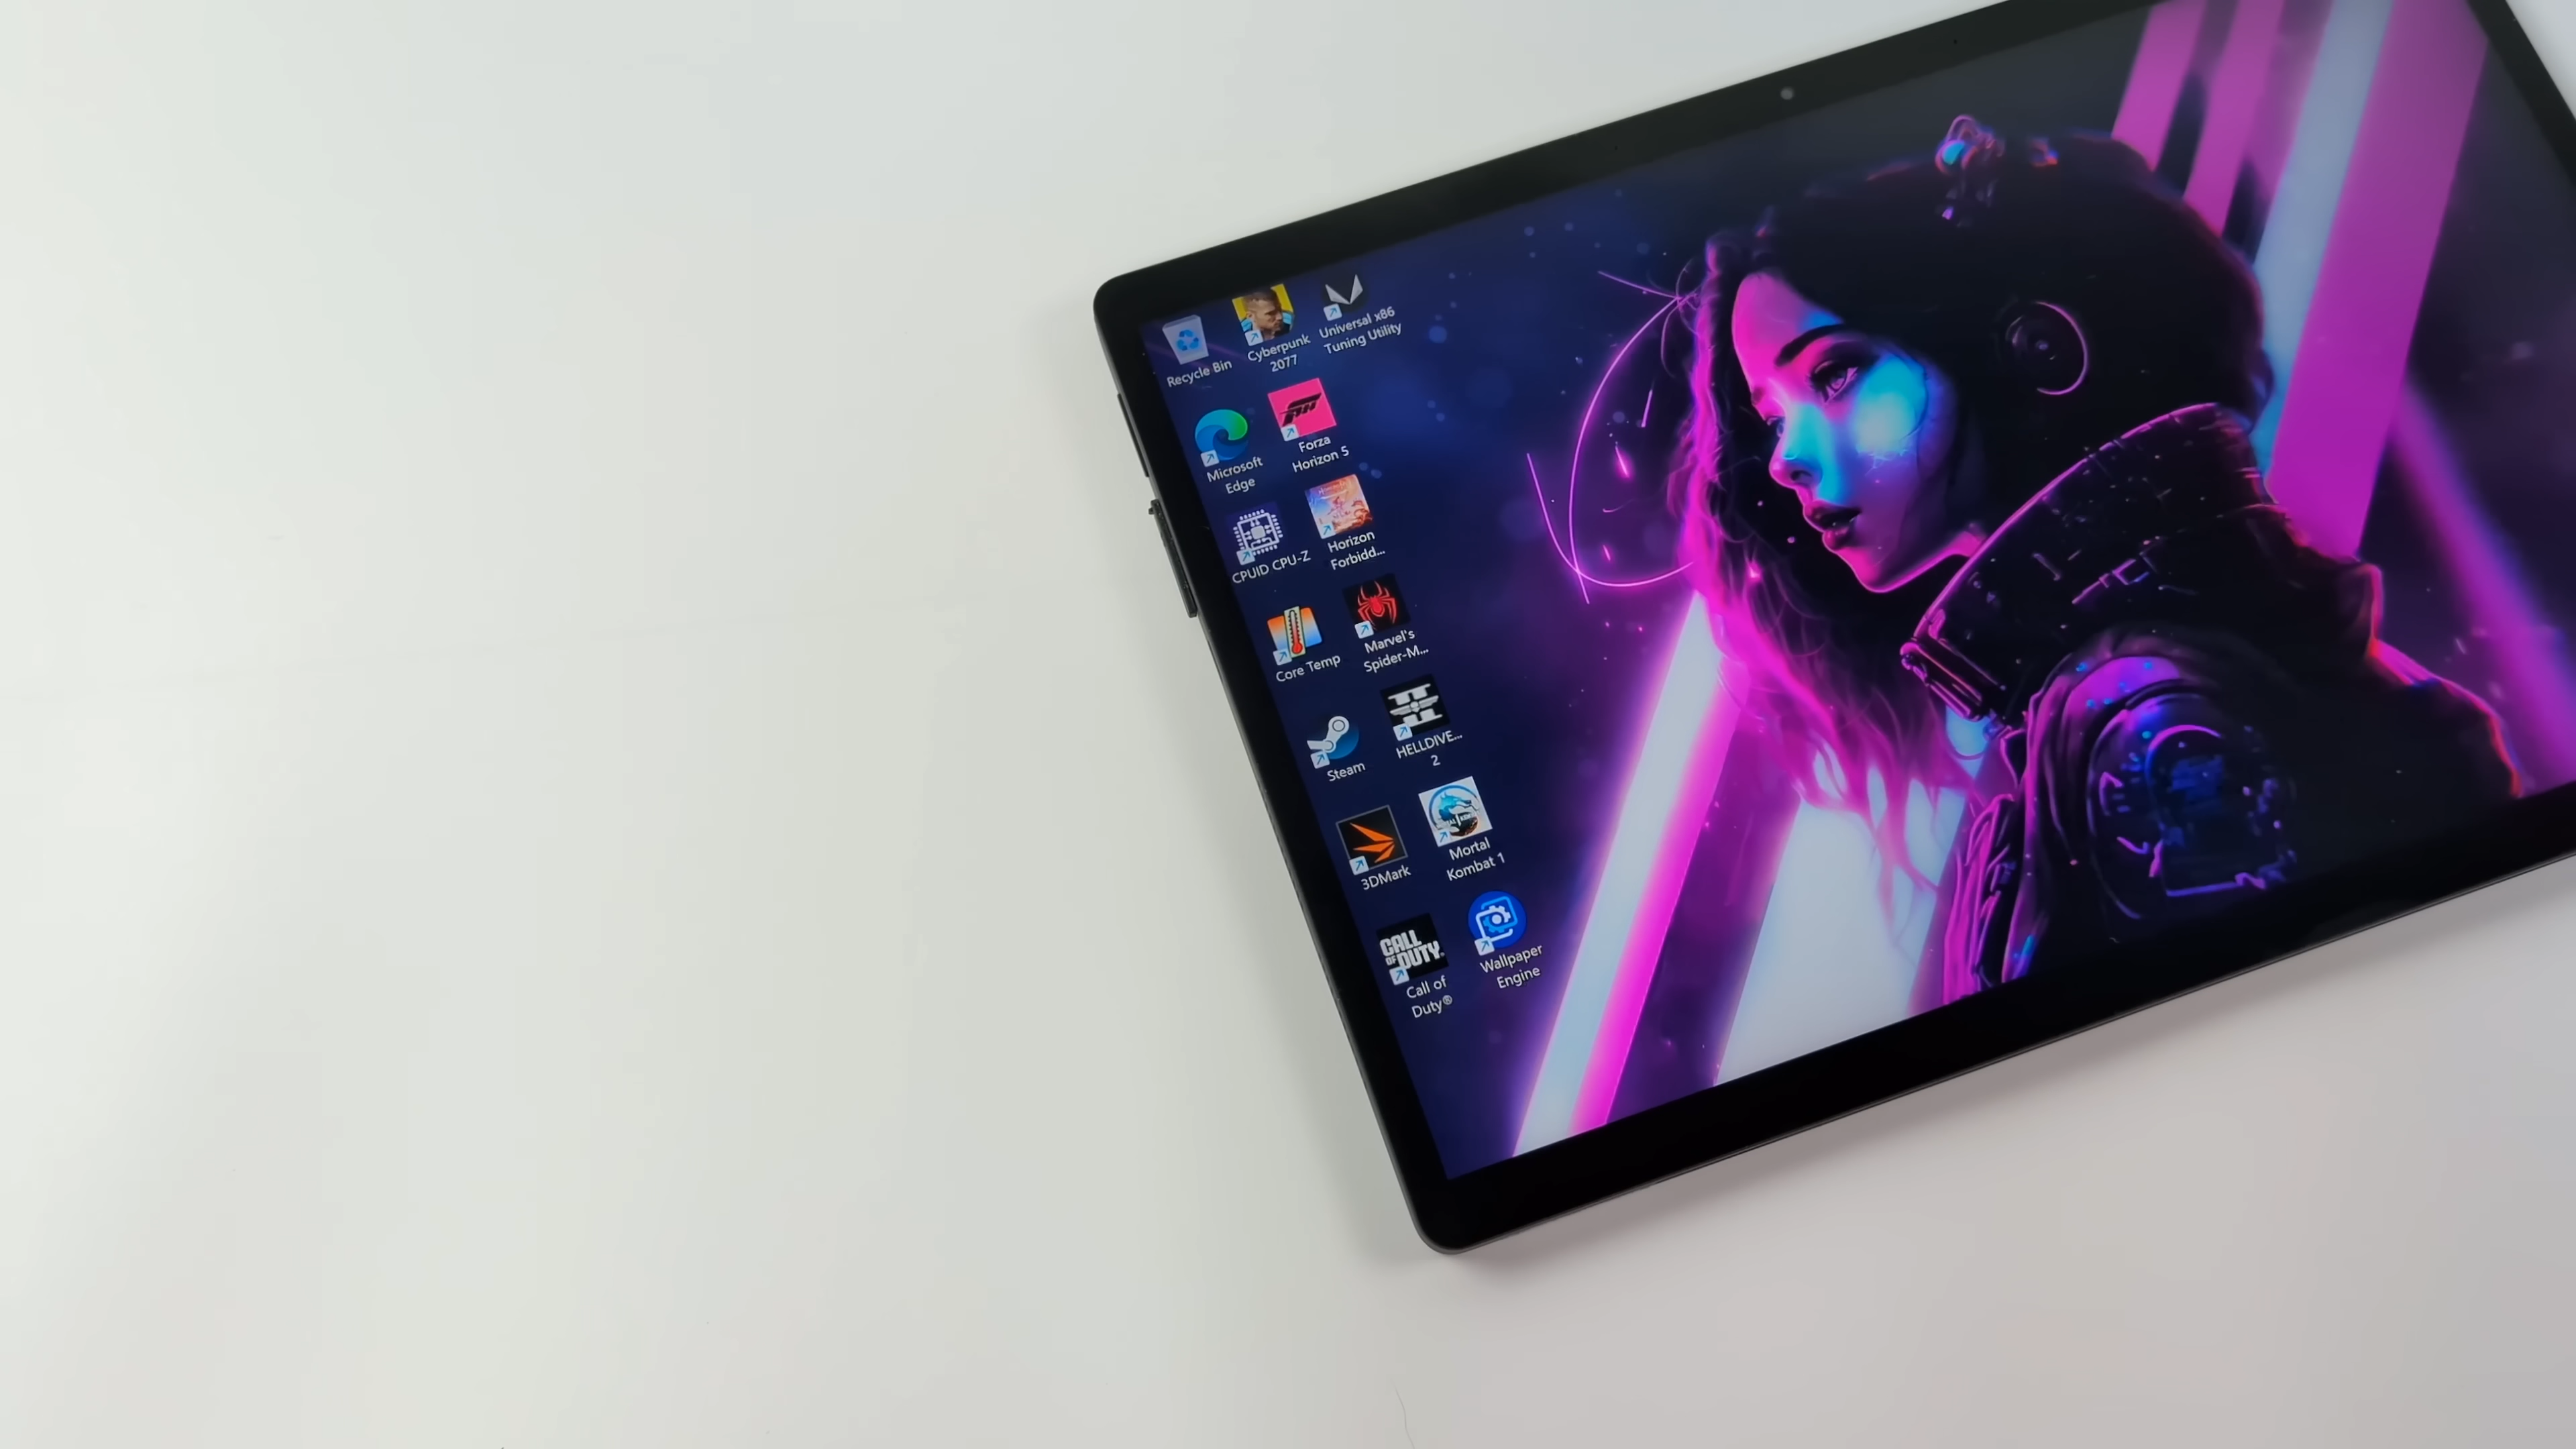 Recycle Bin
Microsoft
Edge
CPUID CPU-Z
Core Temp
Steam
3DMark
CALL
OF DUTY
Call of
Duty®
Cyberpunk
2077
Forza
Horizon 5
Horizon
Forbidd...
Marvel's
Spider-M...
HELLDIVE...
2
Mortal
Kombat 1
Wallpaper
Engine
Universal x86
Tuning Utility